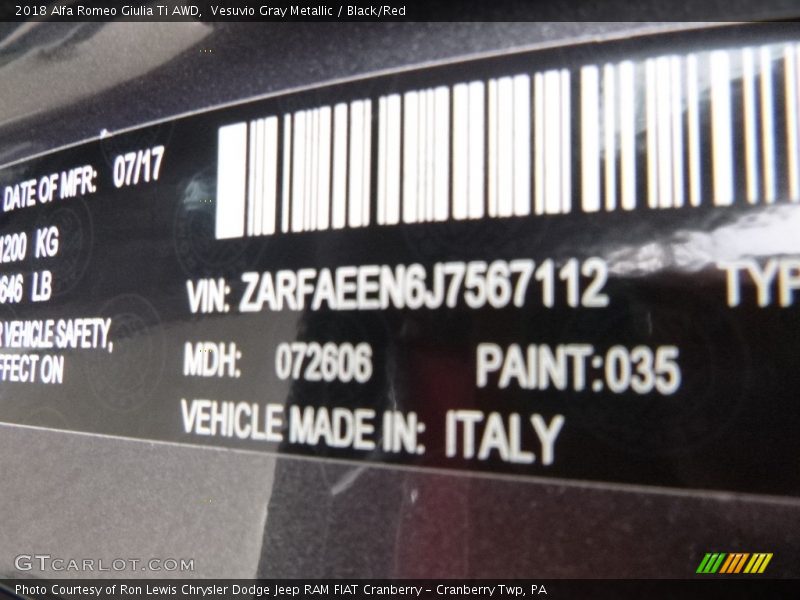 2018 Alfa Romeo Giulia Ti AWD, Vesuvio Gray Metallic / Black/Red
DATE OF MFR: 07/17
1200 KG
646 LB
VEHICLE SAFETY,
EFFECT ON
VIN: ZARFAEEN6J7567112
TYP
MDH: 072606
PAINT:035
VEHICLE MADE IN: ITALY
GTCARLOT.COM
Photo Courtesy of Ron Lewis Chrysler Dodge Jeep RAM FIAT Cranberry - Cranberry Twp, PA